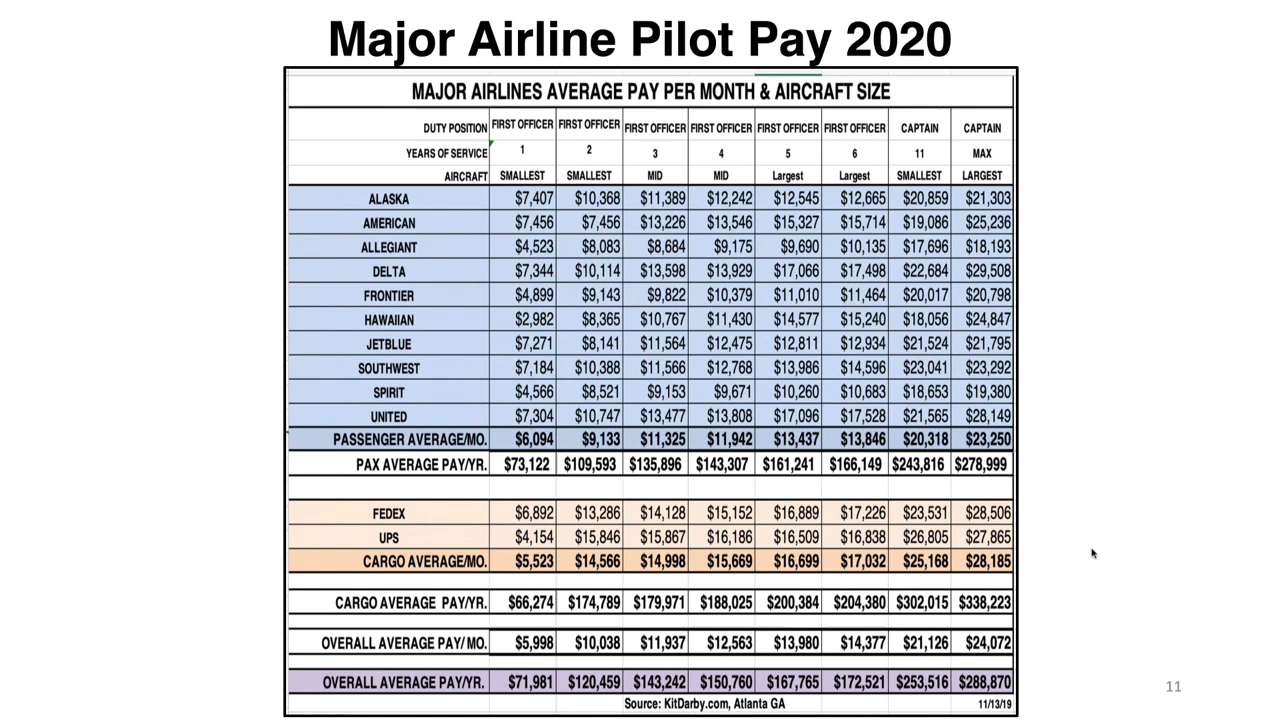 Major Airline Pilot Pay 2020
MAJOR AIRLINES AVERAGE PAY PER MONTH & AIRCRAFT SIZE
DUTY POSITION FIRST OFFICER FIRST OFFICER FIRST OFFICER FIRST OFFICER FIRST OFFICER FIRST OFFICER CAPTAIN CAPTAIN
YEARS OF SERVICE 1 2 3 4 5 6 11 MAX
AIRCRAFT SMALLEST SMALLEST MID MID Largest Largest SMALLEST LARGEST
ALASKA $7,407 $10,368 $11,389 $12,242 $12,545 $12,665 $20,859 $21,303
AMERICAN $7,456 $7,456 $13,226 $13,546 $15,327 $15,714 $19,086 $25,236
ALLEGIANT $4,523 $8,083 $8,684 $9,175 $9,690 $10,135 $17,696 $18,193
DELTA $7,344 $10,114 $13,598 $13,929 $17,066 $17,498 $22,684 $29,508
FRONTIER $4,899 $9,143 $9,822 $10,379 $11,010 $11,464 $20,017 $20,798
HAWAIIAN $2,982 $8,365 $10,767 $11,430 $14,577 $15,240 $18,056 $24,847
JETBLUE $7,271 $8,141 $11,564 $12,475 $12,811 $12,934 $21,524 $21,795
SOUTHWEST $7,184 $10,388 $11,566 $12,768 $13,986 $14,596 $23,041 $23,292
SPIRIT $4,566 $8,521 $9,153 $9,671 $10,260 $10,683 $18,653 $19,380
UNITED $7,304 $10,747 $13,477 $13,808 $17,096 $17,528 $21,565 $28,149
PASSENGER AVERAGE/MO. $6,094 $9,133 $11,325 $11,942 $13,437 $13,846 $20,318 $23,250
PAX AVERAGE PAY/YR. $73,122 $109,593 $135,896 $143,307 $161,241 $166,149 $243,816 $278,999
FEDEX $6,892 $13,286 $14,128 $15,152 $16,889 $17,226 $23,531 $28,506
UPS $4,154 $15,846 $15,867 $16,186 $16,509 $16,838 $26,805 $27,865
CARGO AVERAGE/MO. $5,523 $14,566 $14,998 $15,669 $16,699 $17,032 $25,168 $28,185
CARGO AVERAGE PAY/YR. $66,274 $174,789 $179,971 $188,025 $200,384 $204,380 $302,015 $338,223
OVERALL AVERAGE PAY/ MO. $5,998 $10,038 $11,937 $12,563 $13,980 $14,377 $21,126 $24,072
OVERALL AVERAGE PAY/YR. $71,981 $120,459 $143,242 $150,760 $167,765 $172,521 $253,516 $288,870
Source: KitDarby.com, Atlanta GA 11/13/19
11